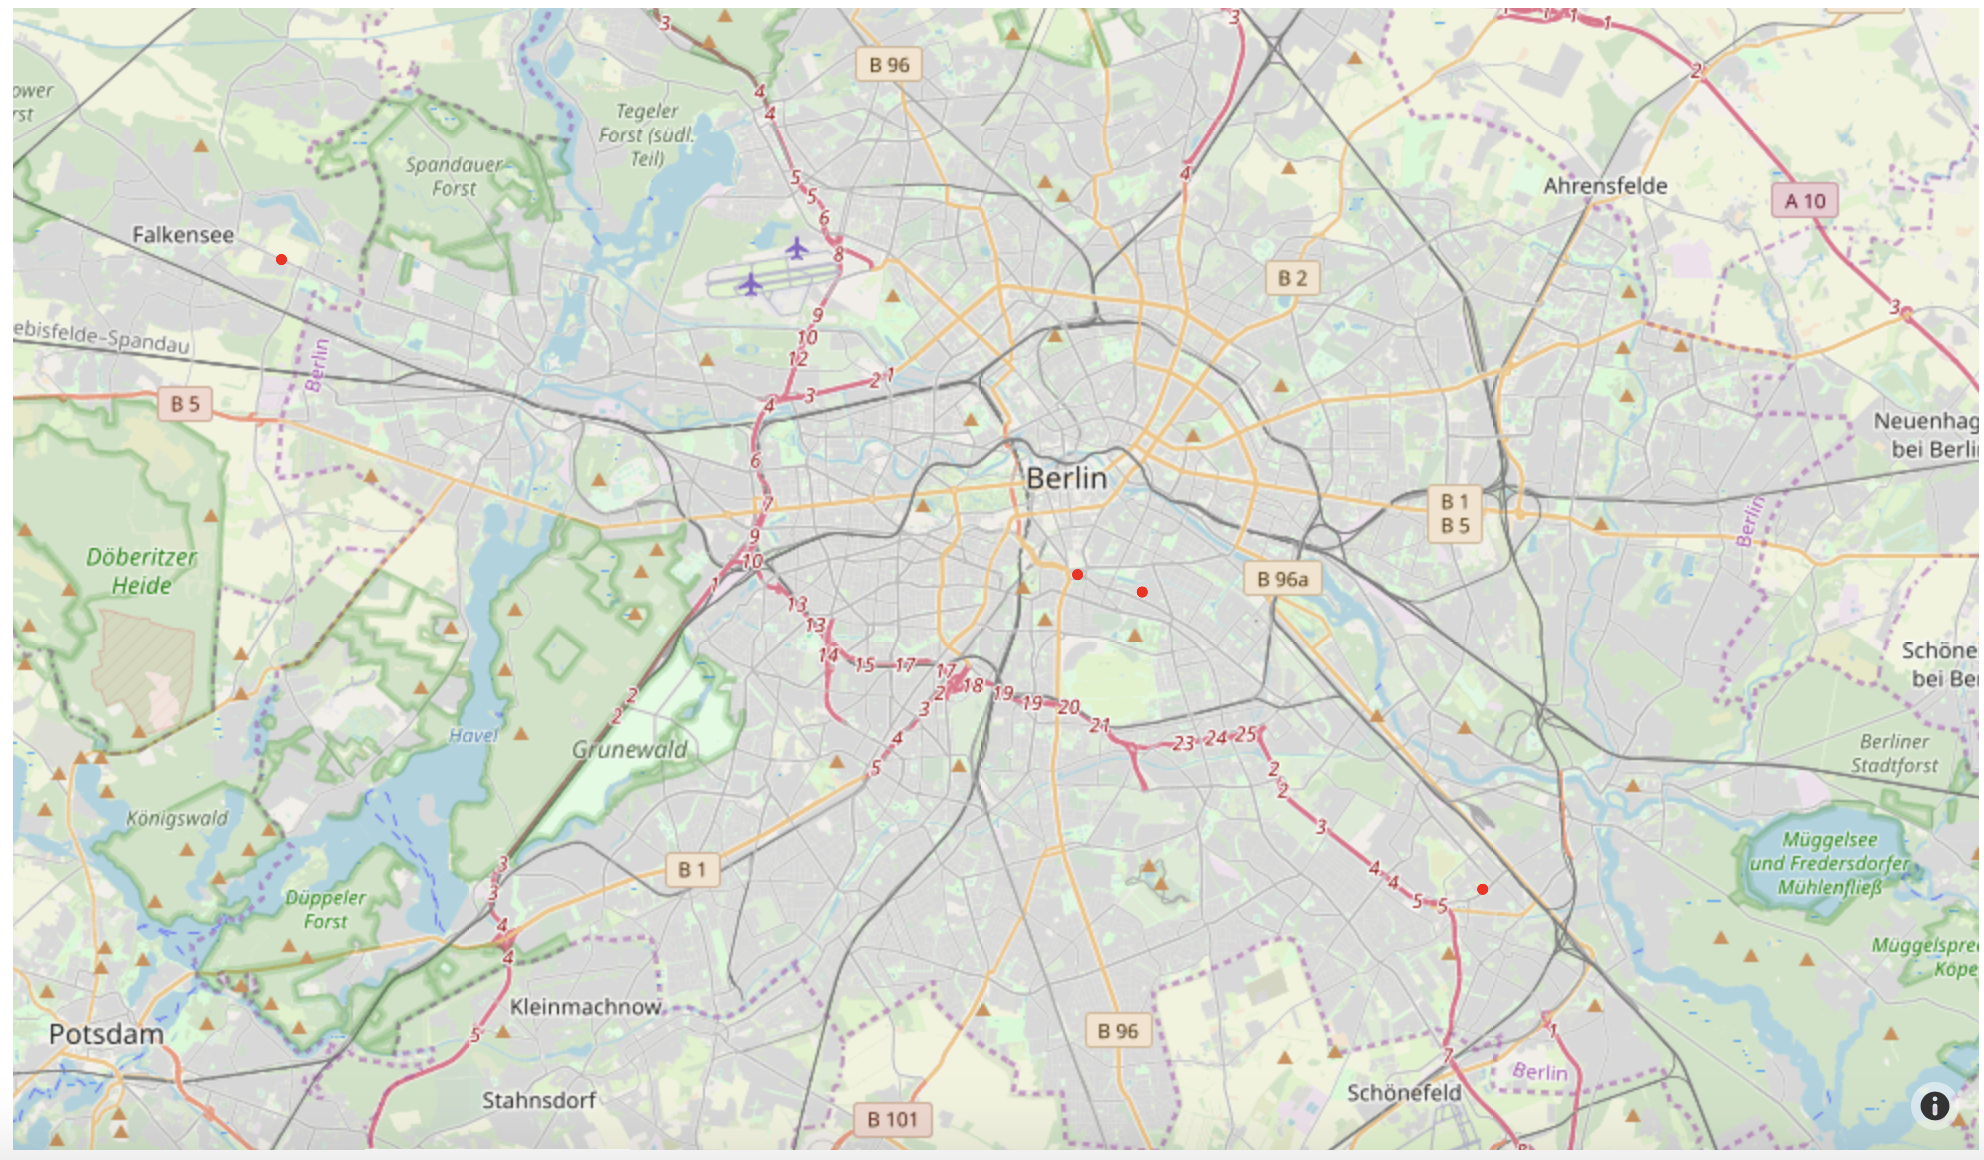 B 96
Tegeler
Forst (südl.
Teil)
Spandauer
Forst
Ahrensfelde
A 10
Falkensee
B 2
ebisfelde–Spandau
Berlin
B 5
Neuenhag
bei Berli
Berlin
B 1
B 5
Berlin
Döberitzer
Heide
B 96a
Schöne
bei Be
Havel
Grunewald
Berliner
Stadtforst
Königswald
B 1
Müggelsee
und Fredersdorfer
Mühlenfließ
Düppeler
Forst
Müggelspre
Köpe
Kleinmachnow
Potsdam
B 96
Berlin
Schönefeld
Stahnsdorf
B 101
3
4
4
5
5
6
8
9
10
12
4
3
2
1
6
7
9
10
1
13
13
14
15
17
17
18
2
3
4
5
19
19
20
21
23
24
25
2
2
3
4
4
5
5
7
1
2
2
3
3
4
4
5
3
4
1
1
1
2
3